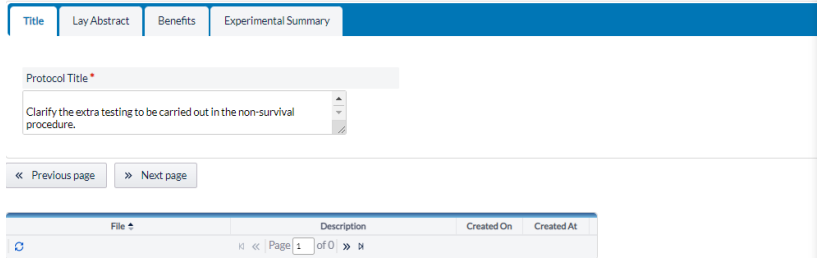 Title Lay Abstract Benefits Experimental Summary
Protocol Title *
Clarify the extra testing to be carried out in the non-survival
procedure.
« Previous page » Next page
File Description Created On Created At
Page 1 of 0